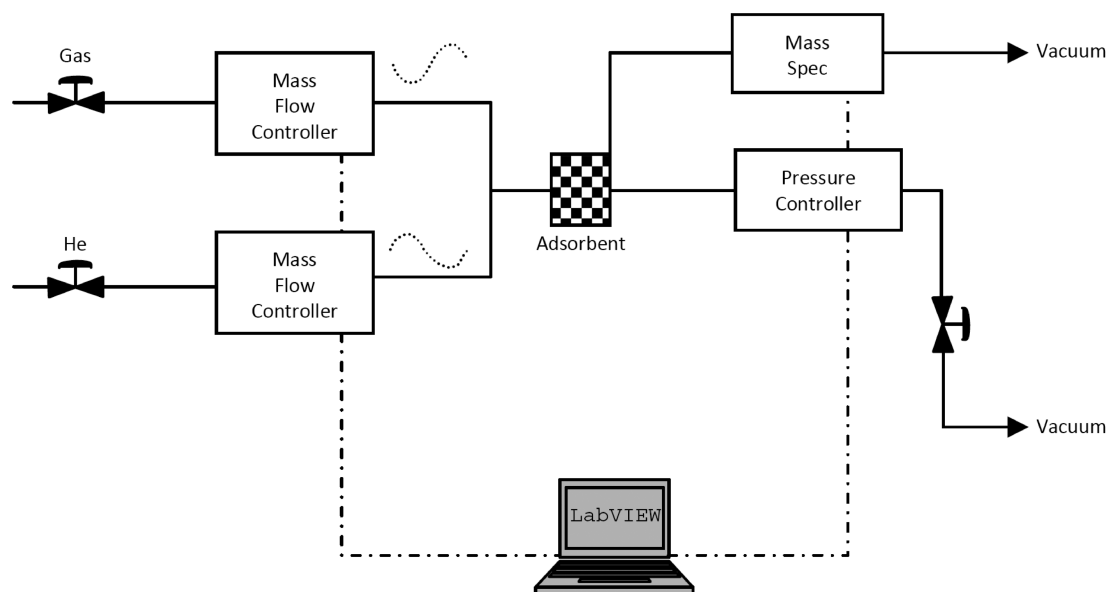 Gas
Mass
Flow
Controller
He
Mass
Flow
Controller
Adsorbent
Mass
Spec
Vacuum
Pressure
Controller
Vacuum
LabVIEW